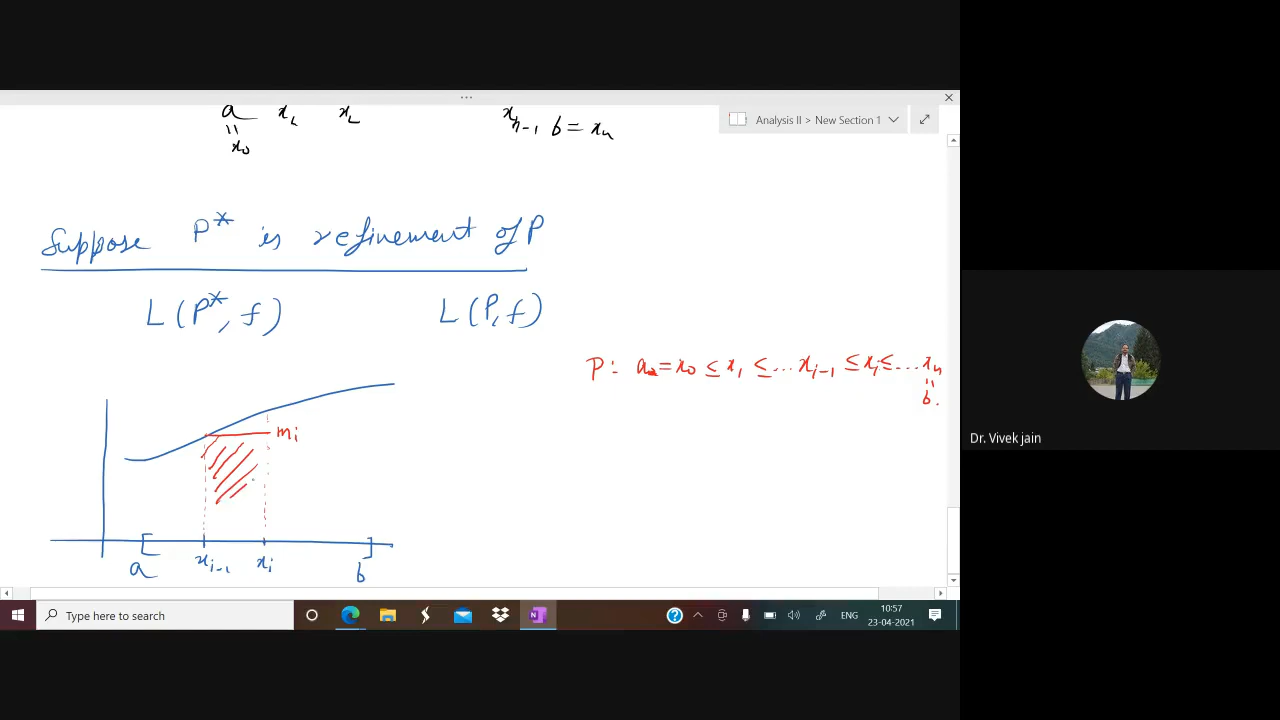 a x₁ x₂ xₙ₋₁ b = xₙ
॥
x₀
Analysis II > New Section 1
Suppose P* is refinement of P
L(P*, f) L(P, f)
P: a = x₀ ≤ x₁ ≤ ... xᵢ₋₁ ≤ xᵢ ≤ ... xₙ
॥
b.
mᵢ
a xᵢ₋₁ xᵢ b
Dr. Vivek jain
Type here to search
ENG
10:57
23-04-2021